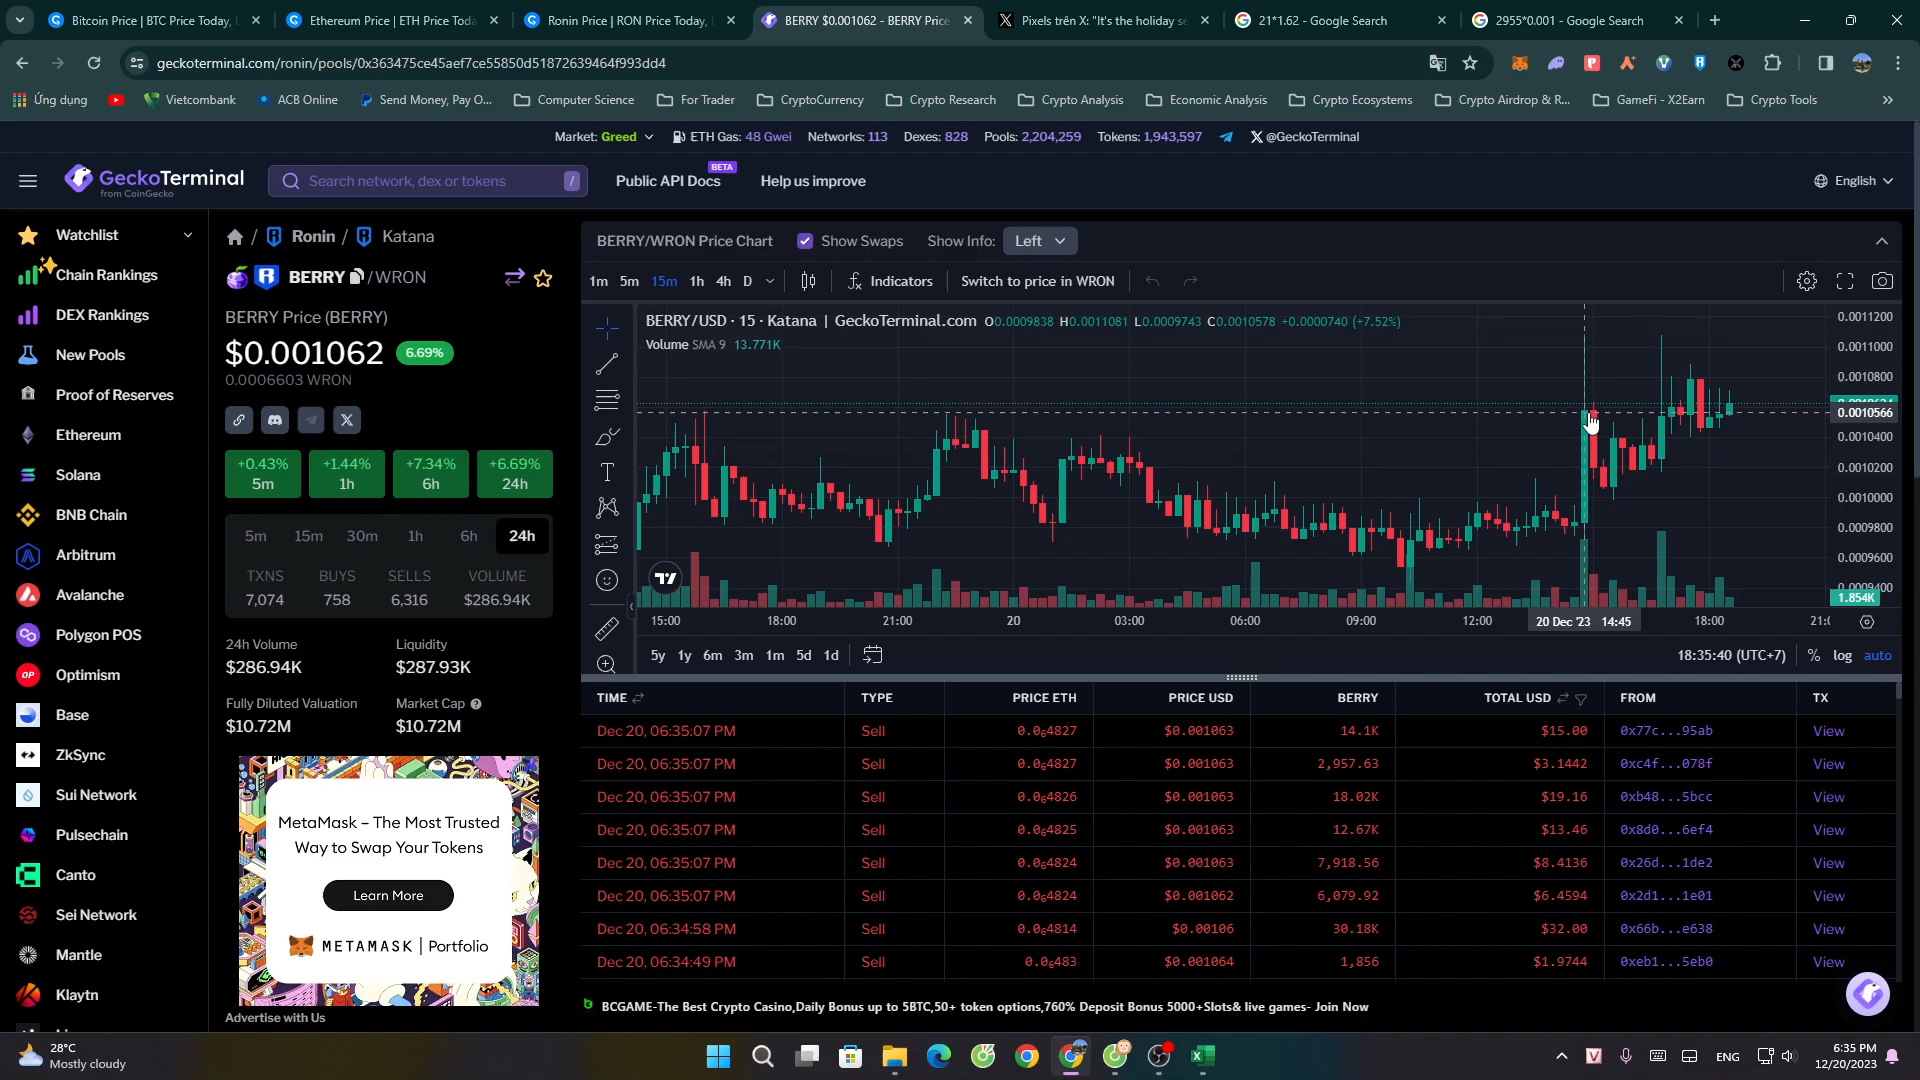 Bitcoin Price | BTC Price Today,
Ethereum Price | ETH Price Toda
Ronin Price | RON Price Today,
BERRY $0.001062 - BERRY Price
Pixels trên X: "It's the holiday se
21*1.62 - Google Search
2955*0.001 - Google Search
geckoterminal.com/ronin/pools/0x363475ce45aef7ce55850d51872639464f993dd4
Ứng dụng
Vietcombank
ACB Online
Send Money, Pay O...
Computer Science
For Trader
CryptoCurrency
Crypto Research
Crypto Analysis
Economic Analysis
Crypto Ecosystems
Crypto Airdrop & R...
GameFi - X2Earn
Crypto Tools
Market: Greed
ETH Gas: 48 Gwei
Networks: 113
Dexes: 828
Pools: 2,204,259
Tokens: 1,943,597
@GeckoTerminal
GeckoTerminal
from CoinGecko
Search network, dex or tokens /
Public API Docs
BETA
Help us improve
English
Watchlist
Chain Rankings
DEX Rankings
New Pools
Proof of Reserves
Ethereum
Solana
BNB Chain
Arbitrum
Avalanche
Polygon POS
Optimism
Base
ZkSync
Sui Network
Pulsechain
Canto
Sei Network
Mantle
Klaytn
/ Ronin / Katana
BERRY /WRON
BERRY Price (BERRY)
$0.001062 6.69%
0.0006603 WRON
+0.43% +1.44% +7.34% +6.69%
5m 1h 6h 24h
5m 15m 30m 1h 6h 24h
TXNS BUYS SELLS VOLUME
7,074 758 6,316 $286.94K
24h Volume Liquidity
$286.94K $287.93K
Fully Diluted Valuation Market Cap
$10.72M $10.72M
MetaMask – The Most Trusted
Way to Swap Your Tokens
Learn More
METAMASK | Portfolio
Advertise with Us
BERRY/WRON Price Chart Show Swaps Show Info: Left
1m 5m 15m 1h 4h D Indicators Switch to price in WRON
BERRY/USD · 15 · Katana | GeckoTerminal.com O0.0009838 H0.0011081 L0.0009743 C0.0010578 +0.0000740 (+7.52%)
Volume SMA 9 13.771K
0.0011200
0.0011000
0.0010800
0.0010566
0.0010400
0.0010200
0.0010000
0.0009800
0.0009600
0.0009400
1.854K
15:00 18:00 21:00 20 03:00 06:00 09:00 12:00 20 Dec '23 14:45 18:00
5y 1y 6m 3m 1m 5d 1d 18:35:40 (UTC+7) % log auto
TIME TYPE PRICE ETH PRICE USD BERRY TOTAL USD FROM TX
Dec 20, 06:35:07 PM Sell 0.0₆4827 $0.001063 14.1K $15.00 0x77c...95ab View
Dec 20, 06:35:07 PM Sell 0.0₆4827 $0.001063 2,957.63 $3.1442 0xc4f...078f View
Dec 20, 06:35:07 PM Sell 0.0₆4826 $0.001063 18.02K $19.16 0xb48...5bcc View
Dec 20, 06:35:07 PM Sell 0.0₆4825 $0.001063 12.67K $13.46 0x8d0...6ef4 View
Dec 20, 06:35:07 PM Sell 0.0₆4824 $0.001063 7,918.56 $8.4136 0x26d...1de2 View
Dec 20, 06:35:07 PM Sell 0.0₆4824 $0.001062 6,079.92 $6.4594 0x2d1...1e01 View
Dec 20, 06:34:58 PM Sell 0.0₆4814 $0.00106 30.18K $32.00 0x66b...e638 View
Dec 20, 06:34:49 PM Sell 0.0₆483 $0.001064 1,856 $1.9744 0xeb1...5eb0 View
BCGAME-The Best Crypto Casino,Daily Bonus up to 5BTC,50+ token options,760% Deposit Bonus 5000+Slots& live games- Join Now
28°C
Mostly cloudy
ENG
6:35 PM
12/20/2023